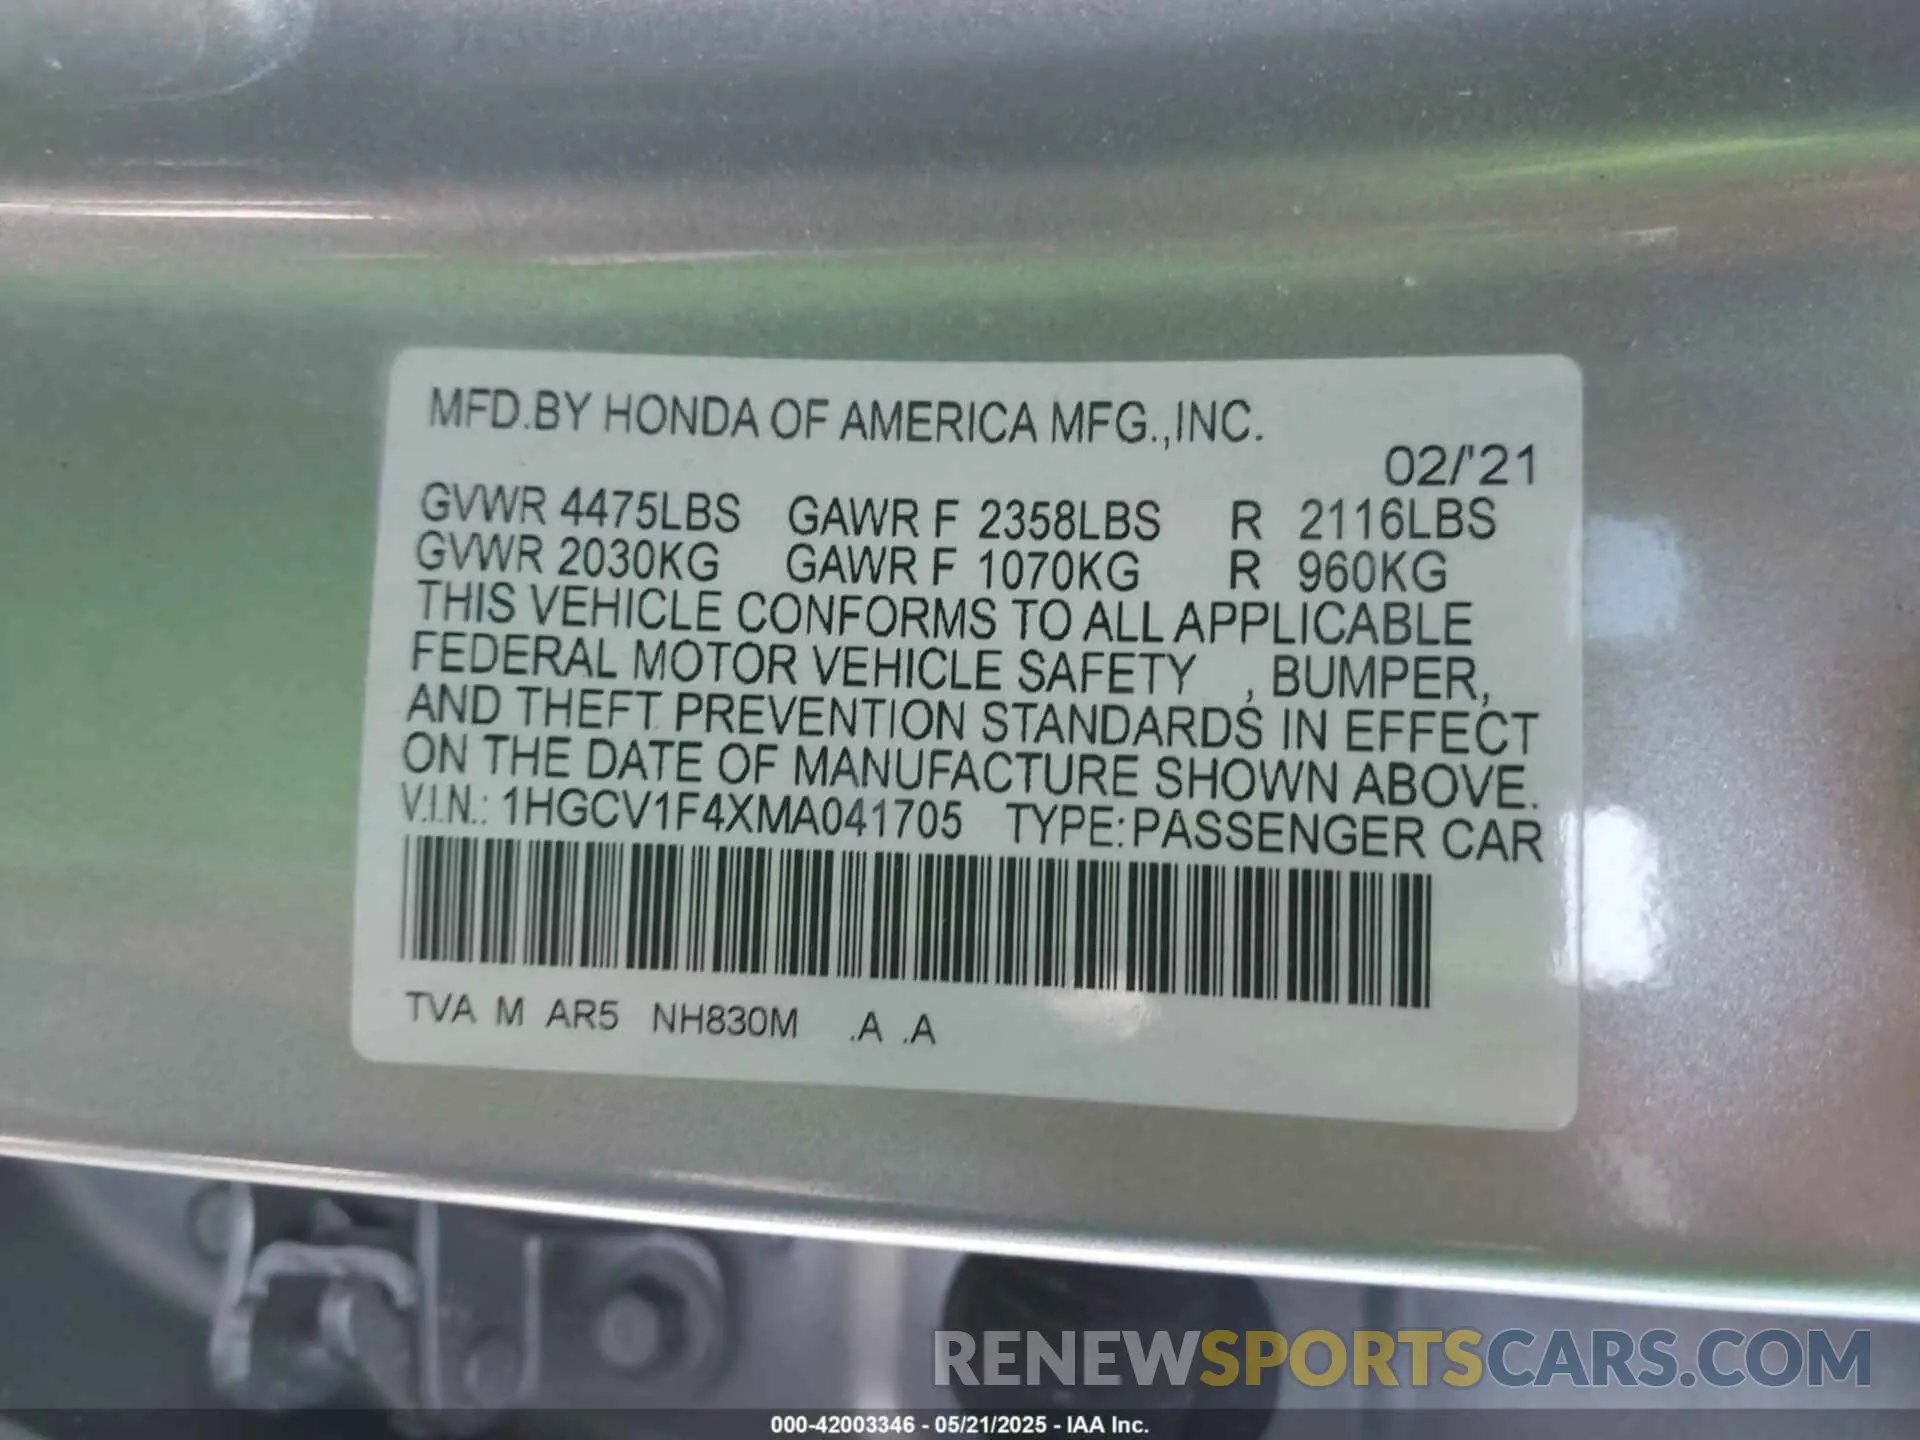 MFD.BY HONDA OF AMERICA MFG.,INC.
02/'21
GVWR 4475LBS GAWR F 2358LBS R 2116LBS
GVWR 2030KG GAWR F 1070KG R 960KG
THIS VEHICLE CONFORMS TO ALL APPLICABLE
FEDERAL MOTOR VEHICLE SAFETY , BUMPER,
AND THEFT PREVENTION STANDARDS IN EFFECT
ON THE DATE OF MANUFACTURE SHOWN ABOVE.
V.I.N.: 1HGCV1F4XMA041705 TYPE:PASSENGER CAR
TVA M AR5 NH830M .A .A
RENEWSPORTSCARS.COM
000-42003346 - 05/21/2025 - IAA Inc.